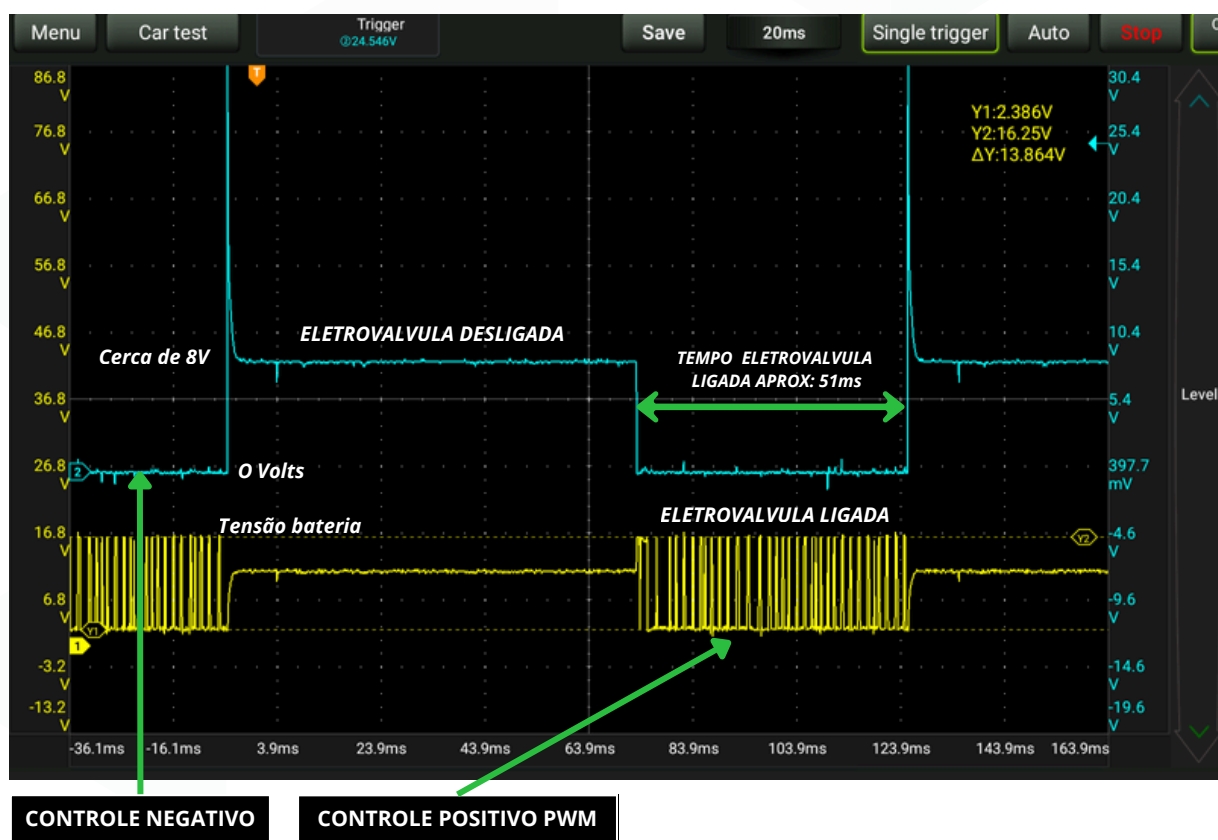 Menu
Car test
Trigger
②24.546V
Save
20ms
Single trigger
Auto
Stop
T
86.8
V
76.8
V
66.8
V
56.8
V
46.8
V
36.8
V
26.8
V
16.8
V
6.8
V
-3.2
V
-13.2
V
30.4
V
25.4
V
20.4
V
15.4
V
10.4
V
5.4
V
397.7
mV
-4.6
V
-9.6
V
-14.6
V
-19.6
V
Y1:2.386V
Y2:16.25V
ΔY:13.864V
Level
ELETROVALVULA DESLIGADA
Cerca de 8V
TEMPO ELETROVALVULA
LIGADA APROX: 51ms
2
O Volts
Tensão bateria
ELETROVALVULA LIGADA
Y2
Y1
1
-36.1ms -16.1ms 3.9ms 23.9ms 43.9ms 63.9ms 83.9ms 103.9ms 123.9ms 143.9ms 163.9ms
CONTROLE NEGATIVO
CONTROLE POSITIVO PWM